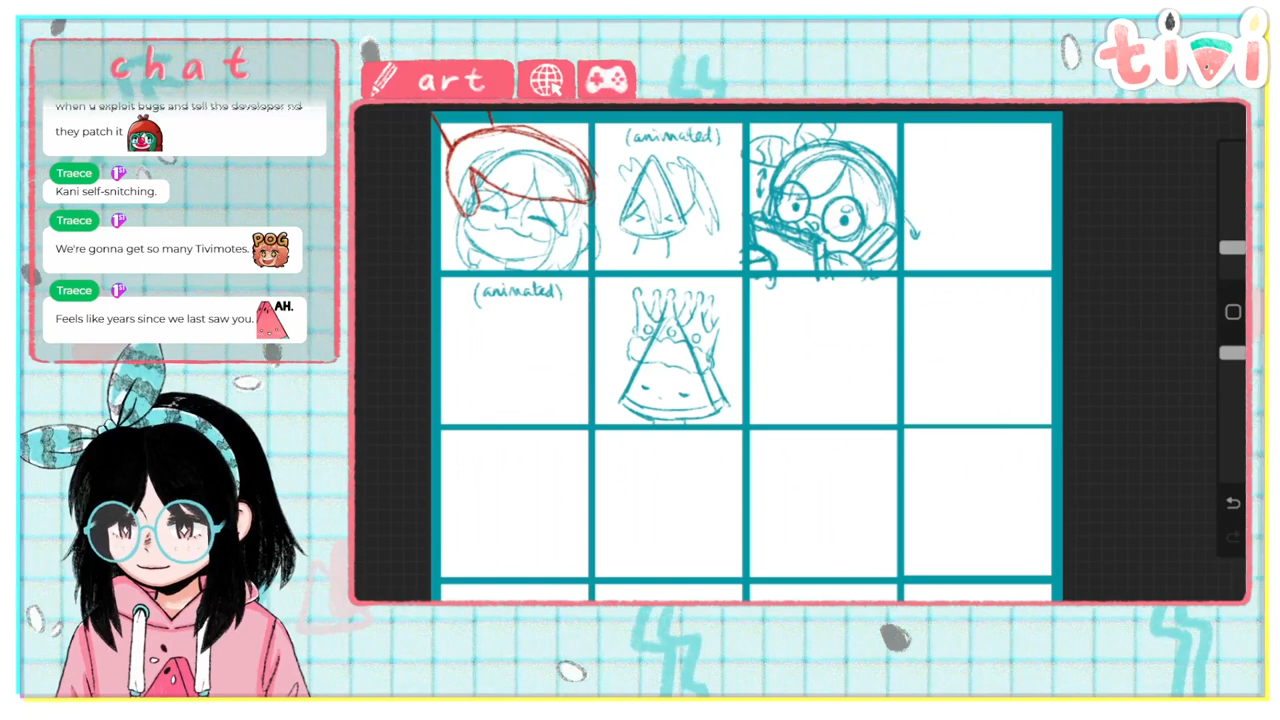 chat
when u exploit bugs and tell the developer nd
they patch it
Traece
Kani self-snitching.
Traece
We're gonna get so many Tivimotes. POG
Traece
Feels like years since we last saw you. AH.
art
tivi
(animated)
(animated)